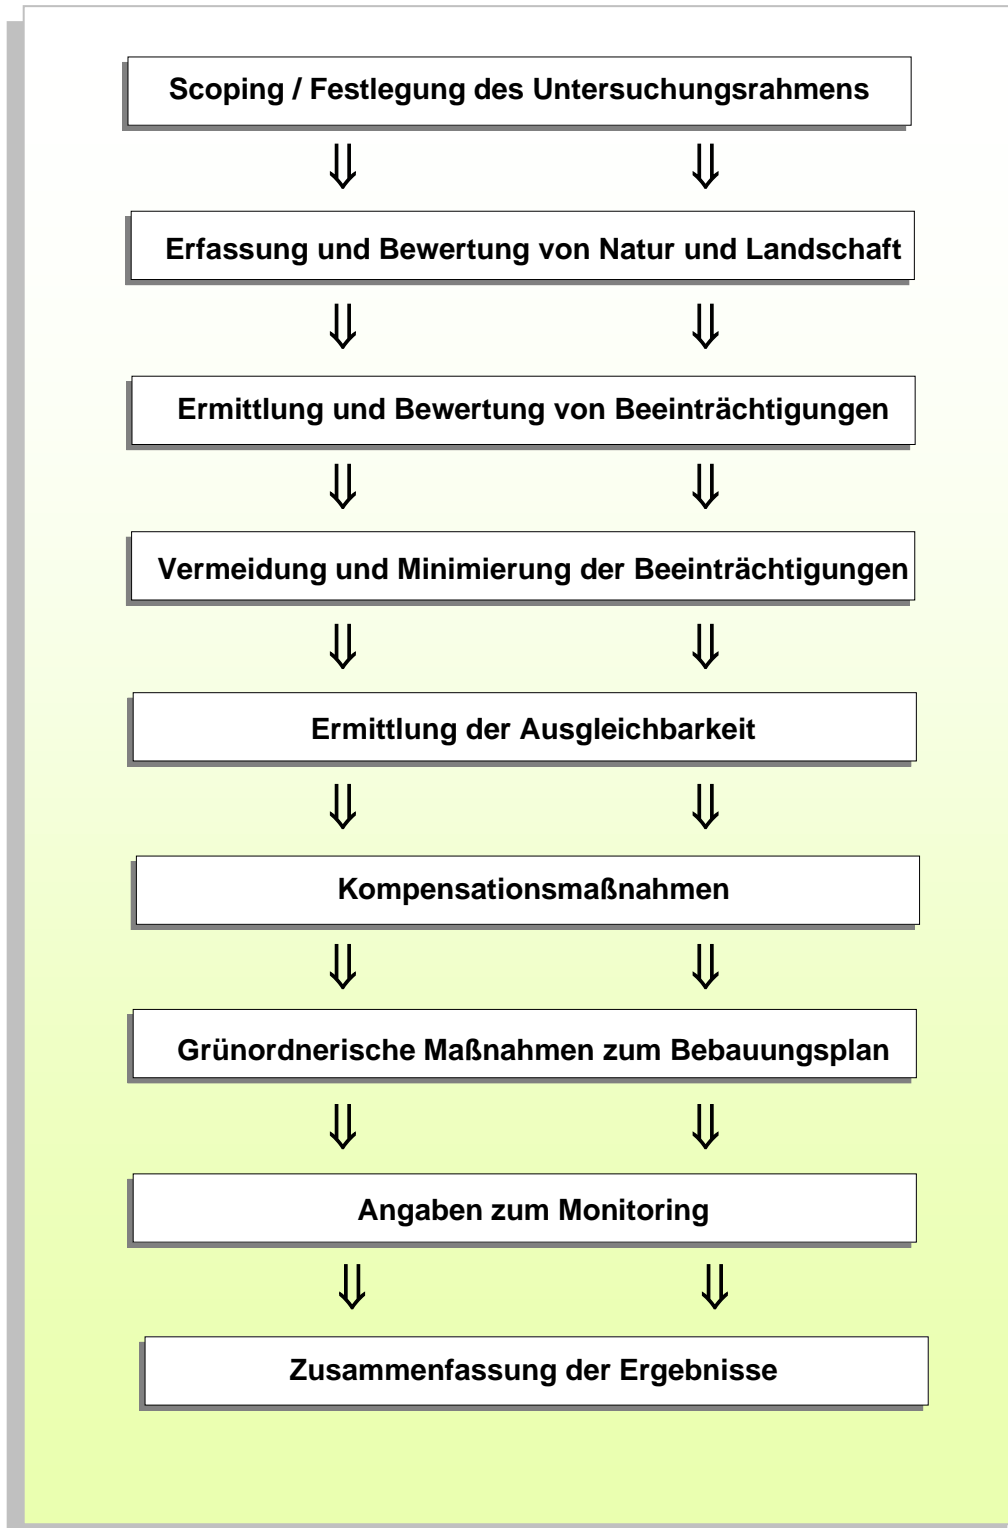 Scoping / Festlegung des Untersuchungsrahmens
⇓ ⇓
Erfassung und Bewertung von Natur und Landschaft
⇓ ⇓
Ermittlung und Bewertung von Beeinträchtigungen
⇓ ⇓
Vermeidung und Minimierung der Beeinträchtigungen
⇓ ⇓
Ermittlung der Ausgleichbarkeit
⇓ ⇓
Kompensationsmaßnahmen
⇓ ⇓
Grünordnerische Maßnahmen zum Bebauungsplan
⇓ ⇓
Angaben zum Monitoring
⇓ ⇓
Zusammenfassung der Ergebnisse